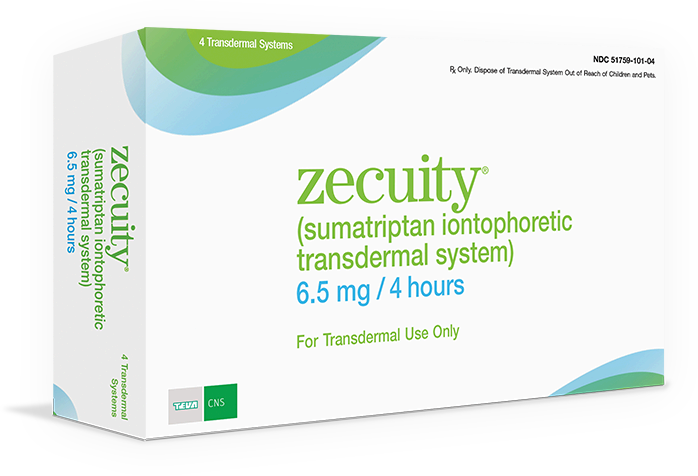 4 Transdermal Systems
NDC 51759-101-04
℞ Only. Dispose of Transdermal System Out of Reach of Children and Pets.
zecuity®
(sumatriptan iontophoretic
transdermal system)
6.5 mg / 4 hours
For Transdermal Use Only
TEVA CNS
zecuity®
(sumatriptan iontophoretic
transdermal system)
6.5 mg / 4 hours
4 Transdermal
Systems